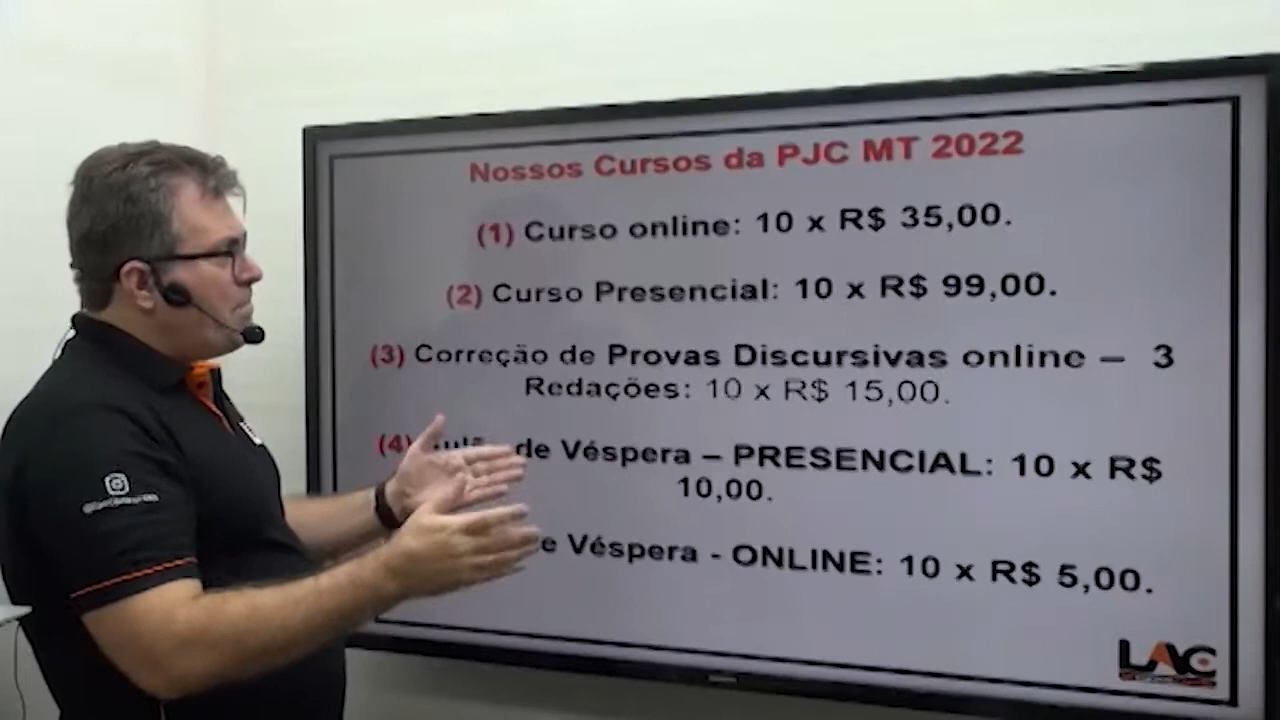 Nossos Cursos da PJC MT 2022
(1) Curso online: 10 x R$ 35,00.
(2) Curso Presencial: 10 x R$ 99,00.
(3) Correção de Provas Discursivas online – 3
Redações: 10 x R$ 15,00.
(4) de Véspera – PRESENCIAL: 10 x R$
10,00.
Véspera - ONLINE: 10 x R$ 5,00.
LAC